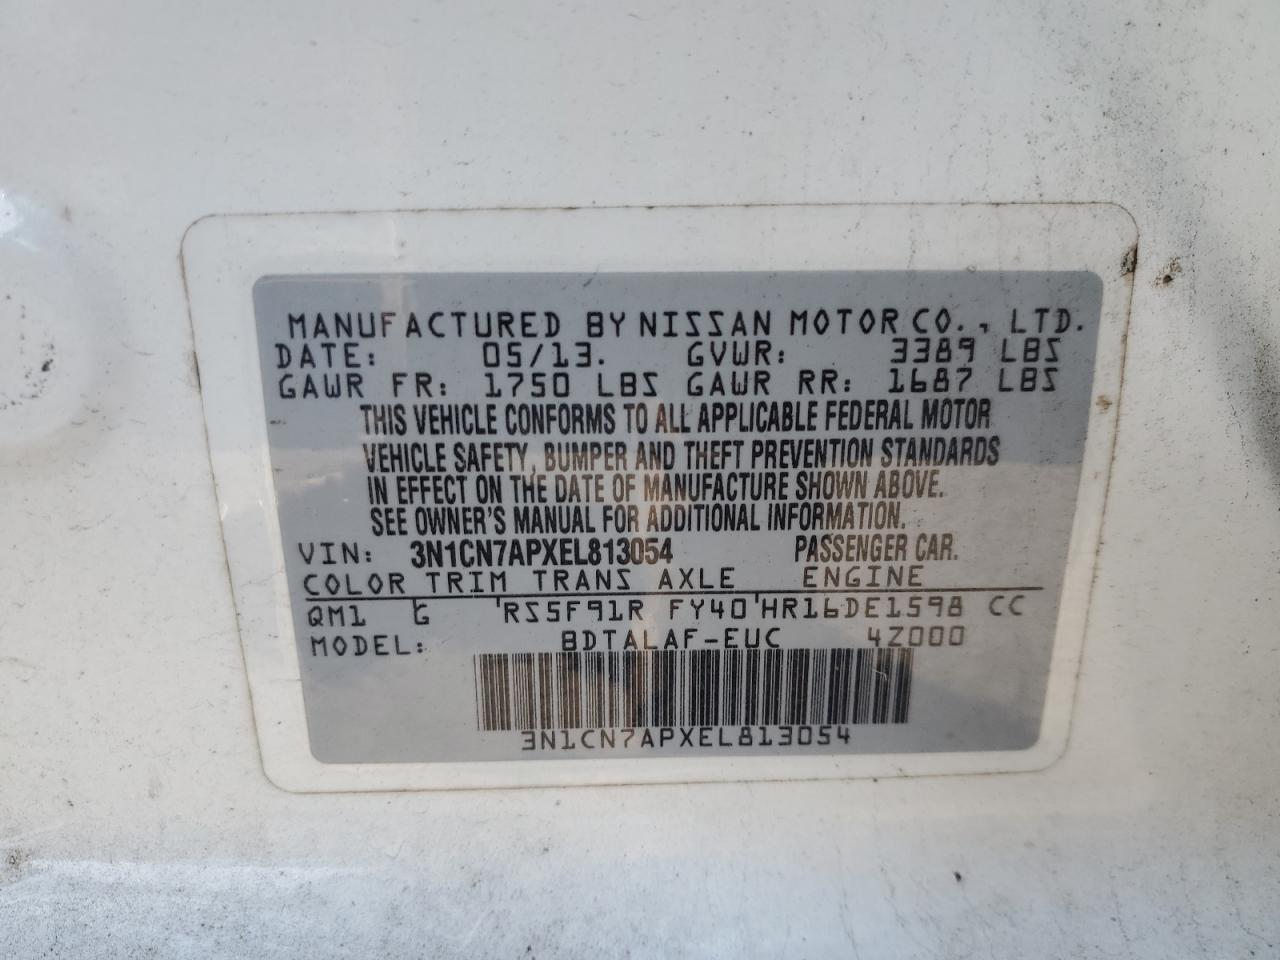 MANUFACTURED BY NISSAN MOTOR CO., LTD.
DATE: 05/13. GVWR: 3389 LBS
GAWR FR: 1750 LBS GAWR RR: 1687 LBS
THIS VEHICLE CONFORMS TO ALL APPLICABLE FEDERAL MOTOR
VEHICLE SAFETY, BUMPER AND THEFT PREVENTION STANDARDS
IN EFFECT ON THE DATE OF MANUFACTURE SHOWN ABOVE.
SEE OWNER'S MANUAL FOR ADDITIONAL INFORMATION.
VIN: 3N1CN7APXEL813054 PASSENGER CAR.
COLOR TRIM TRANS AXLE ENGINE
QM1 G RS5F91R FY40 HR16DE1598 CC
MODEL: BDTALAF-EUC 4Z000
3N1CN7APXEL813054